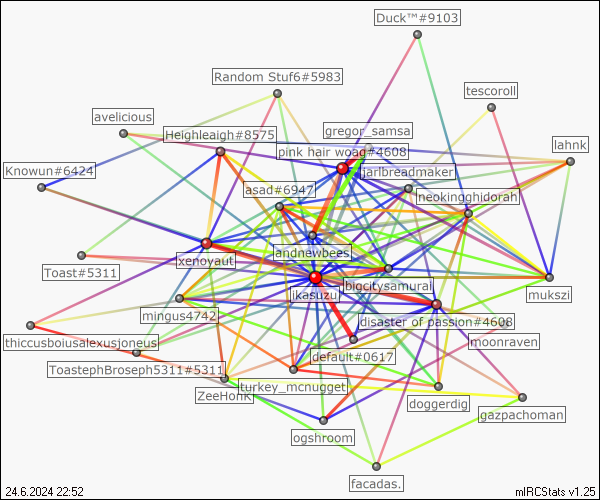 Duck™#9103
Random Stuf6#5983
tescoroll
avelicious
gregor_samsa
Heighleaigh#8575
lahnk
pink hair woag#4608
Knowun#6424
jarlbreadmaker
asad#6947
neokingghidorah
andnewbees
xenoyaut
Toast#5311
bigcitysamurai
mukszi
ikasuzu
mingus4742
disaster of passion#4608
thiccusboiusalexusjoneus
moonraven
default#0617
ToastephBroseph5311#5311
turkey_mcnugget
ZeeHonk
doggerdig
gazpachoman
ogshroom
facadas.
24.6.2024 22:52
mIRCStats v1.25